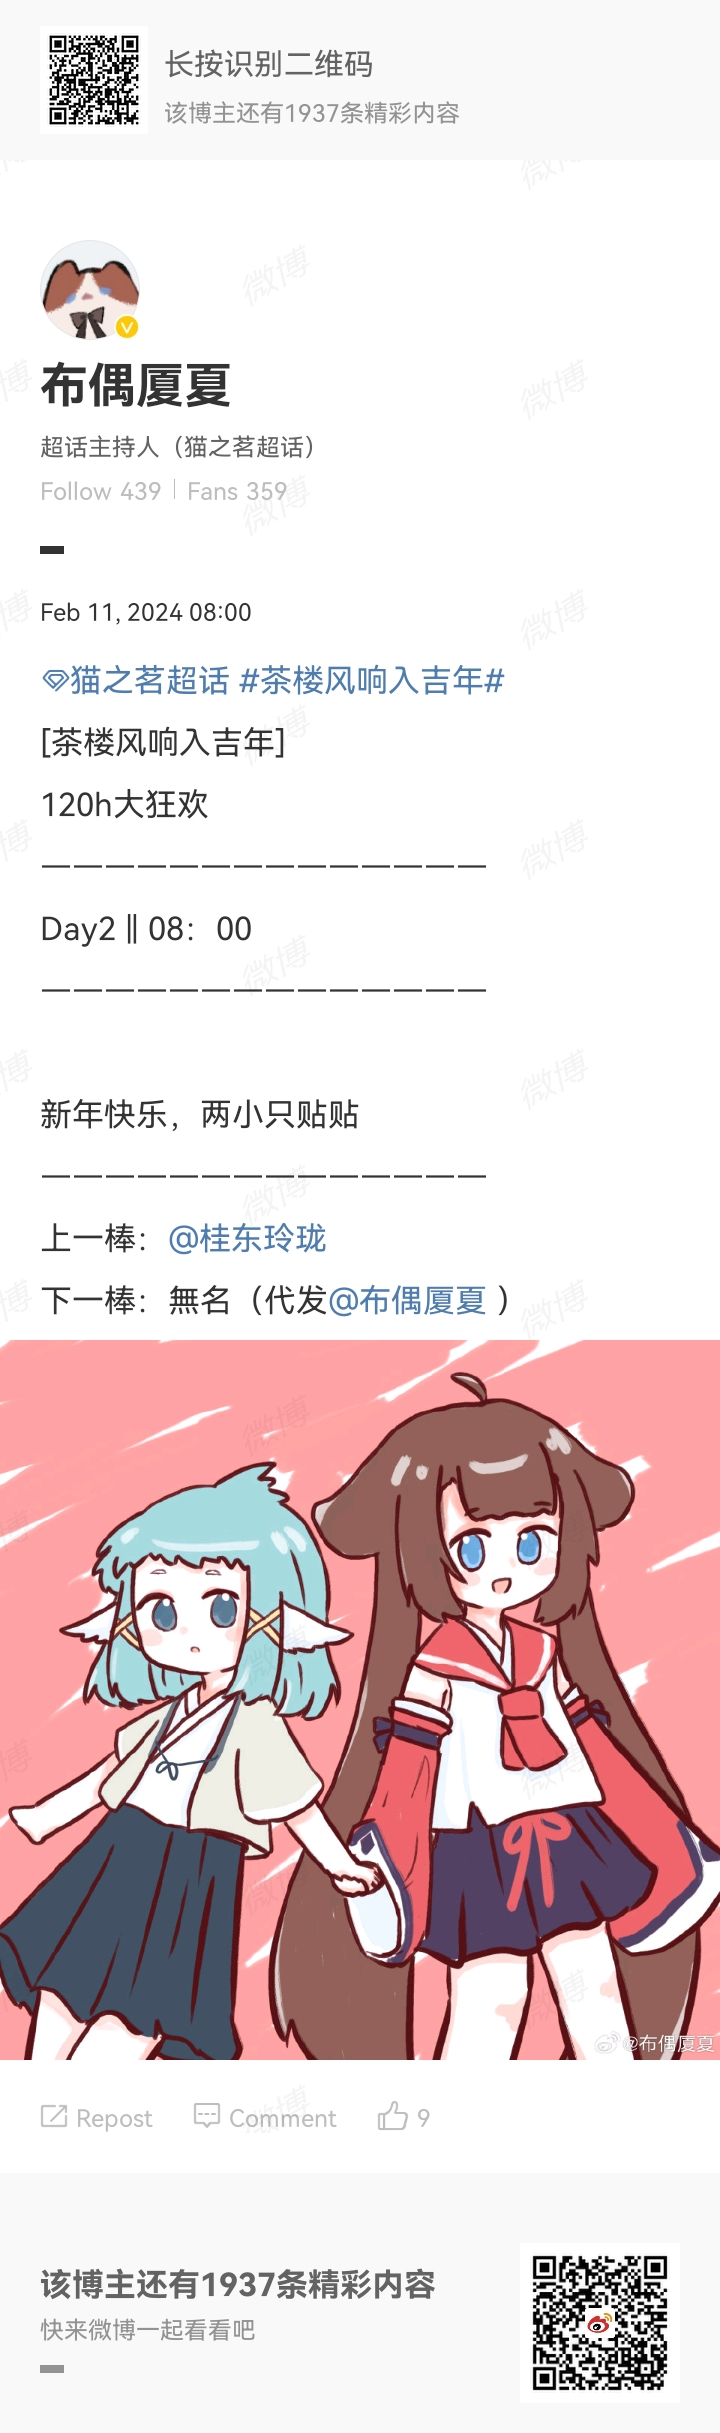 长按识别二维码
该博主还有1937条精彩内容
布偶厦夏
超话主持人（猫之茗超话）
Follow 439 | Fans 359
Feb 11, 2024 08:00
猫之茗超话 #茶楼风响入吉年#
[茶楼风响入吉年]
120h大狂欢
——————————————
Day2 || 08：00
——————————————
新年快乐，两小只贴贴
——————————————
上一棒：@桂东玲珑
下一棒：無名（代发@布偶厦夏 ）
@布偶厦夏
Repost Comment 9
该博主还有1937条精彩内容
快来微博一起看看吧
微博